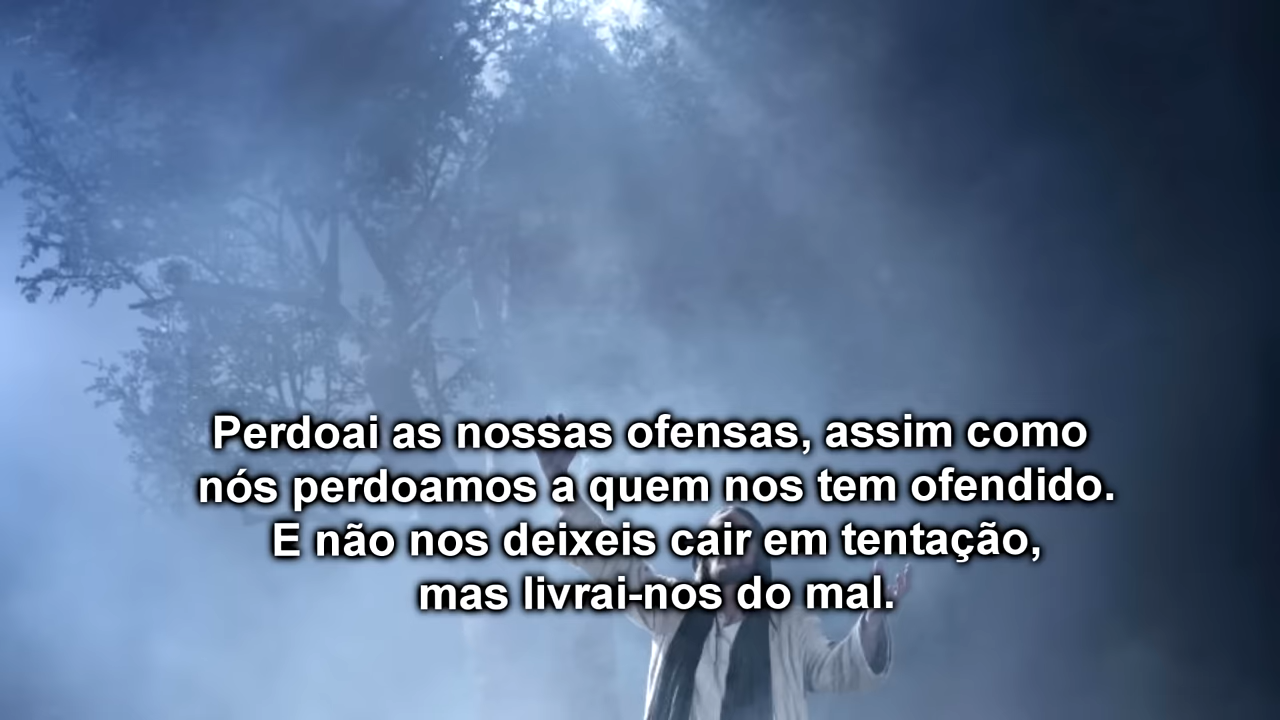 Perdoai as nossas ofensas, assim como
nós perdoamos a quem nos tem ofendido.
E não nos deixeis cair em tentação,
mas livrai-nos do mal.